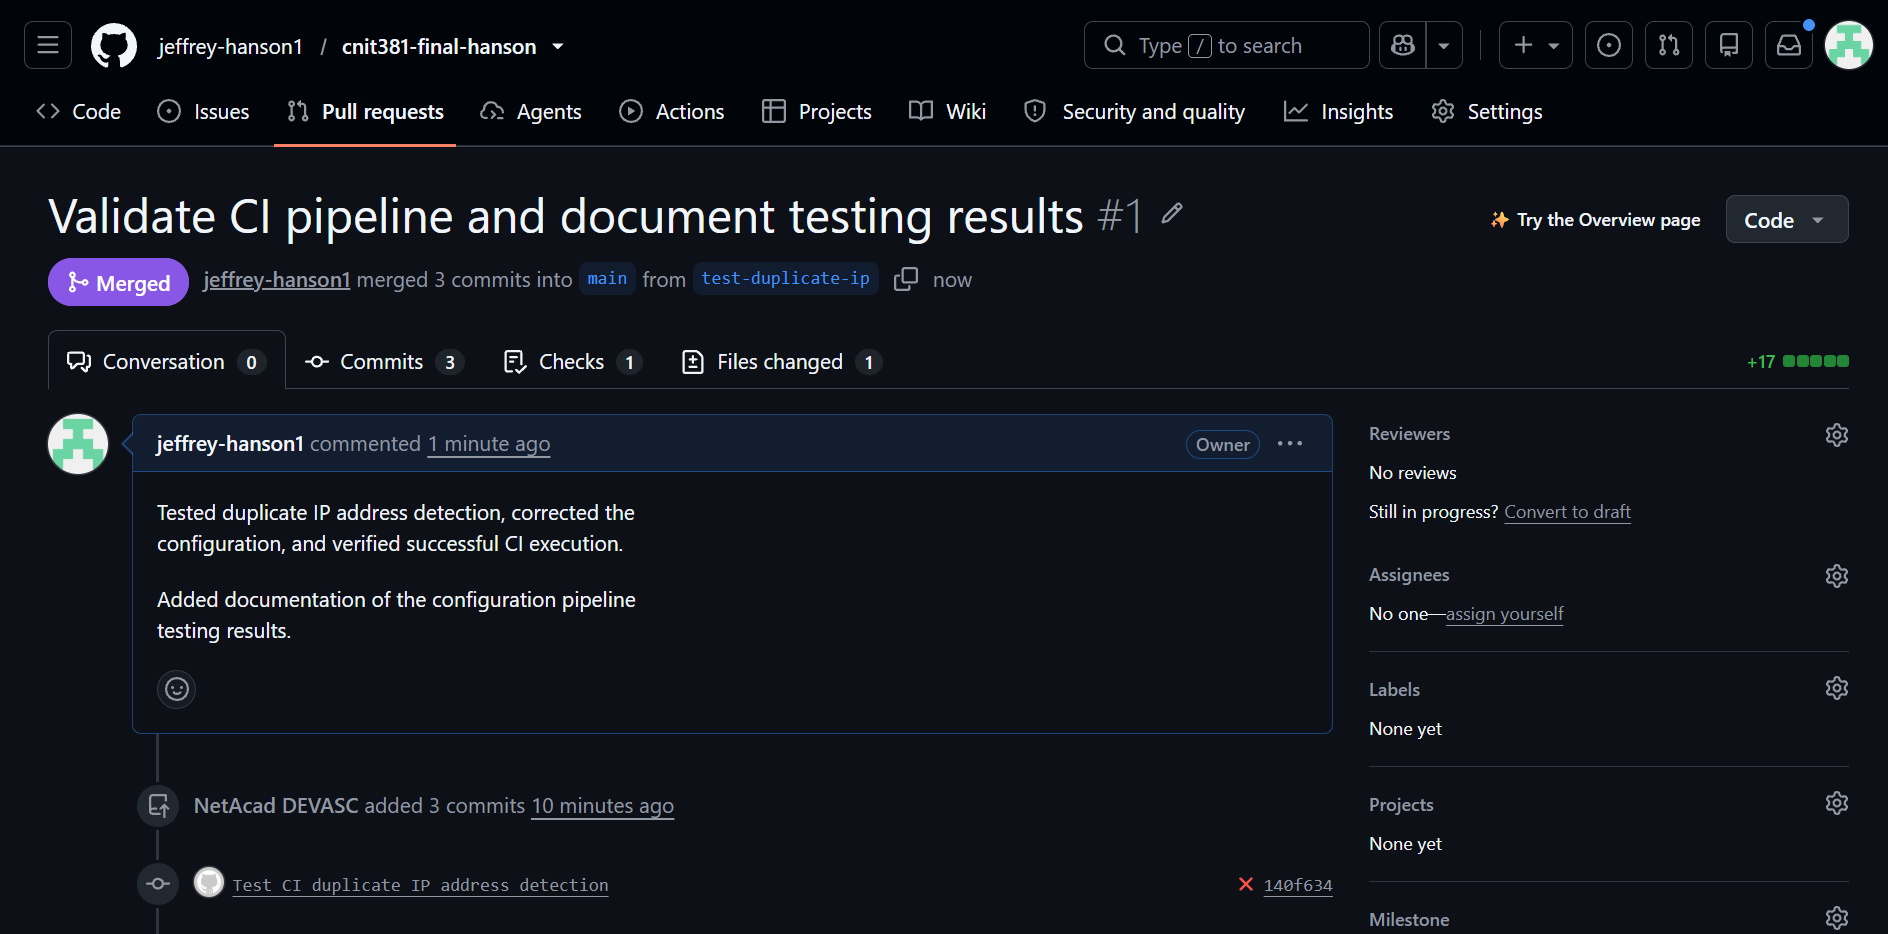 jeffrey-hanson1 / cnit381-final-hanson
Type / to search
Code
Issues
Pull requests
Agents
Actions
Projects
Wiki
Security and quality
Insights
Settings
Validate CI pipeline and document testing results #1
Try the Overview page
Code
Merged
jeffrey-hanson1 merged 3 commits into main from test-duplicate-ip now
Conversation 0
Commits 3
Checks 1
Files changed 1
+17
jeffrey-hanson1 commented 1 minute ago
Owner
Tested duplicate IP address detection, corrected the
configuration, and verified successful CI execution.
Added documentation of the configuration pipeline
testing results.
NetAcad DEVASC added 3 commits 10 minutes ago
Test CI duplicate IP address detection
140f634
Reviewers
No reviews
Still in progress? Convert to draft
Assignees
No one—assign yourself
Labels
None yet
Projects
None yet
Milestone